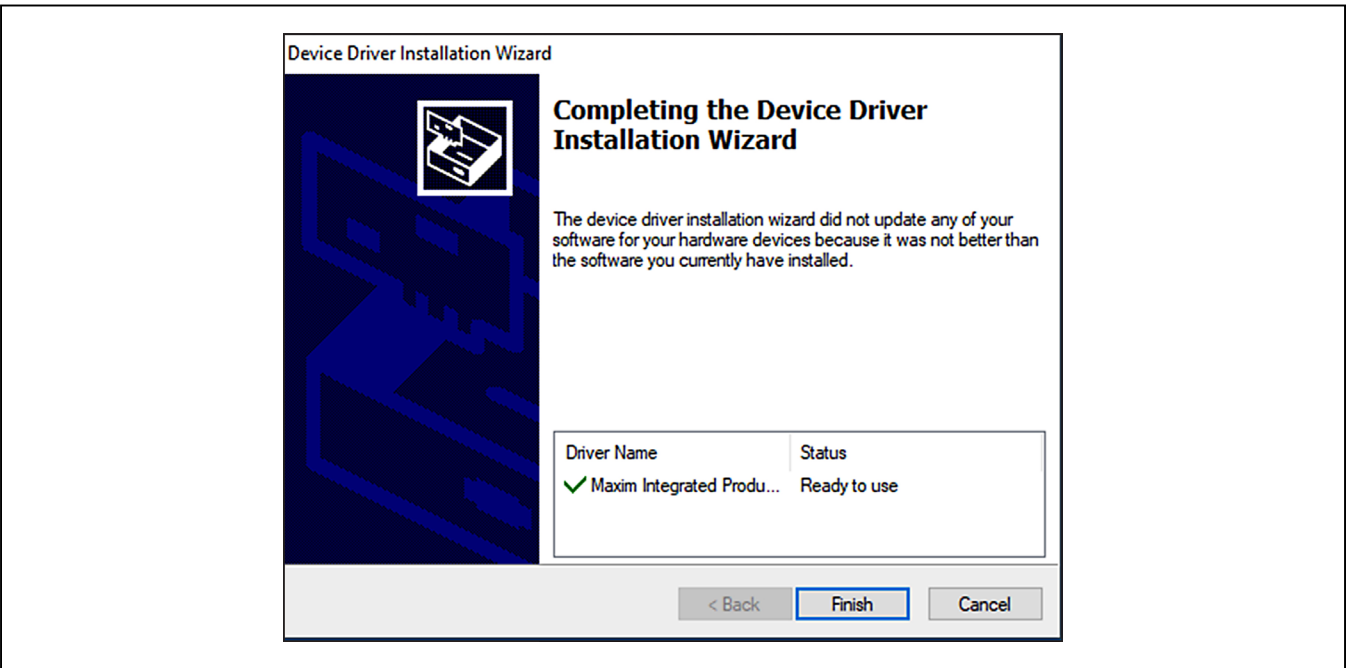 Device Driver Installation Wizard
Completing the Device Driver
Installation Wizard
The device driver installation wizard did not update any of your
software for your hardware devices because it was not better than
the software you currently have installed.
Driver Name Status
Maxim Integrated Produ... Ready to use
< Back Finish Cancel